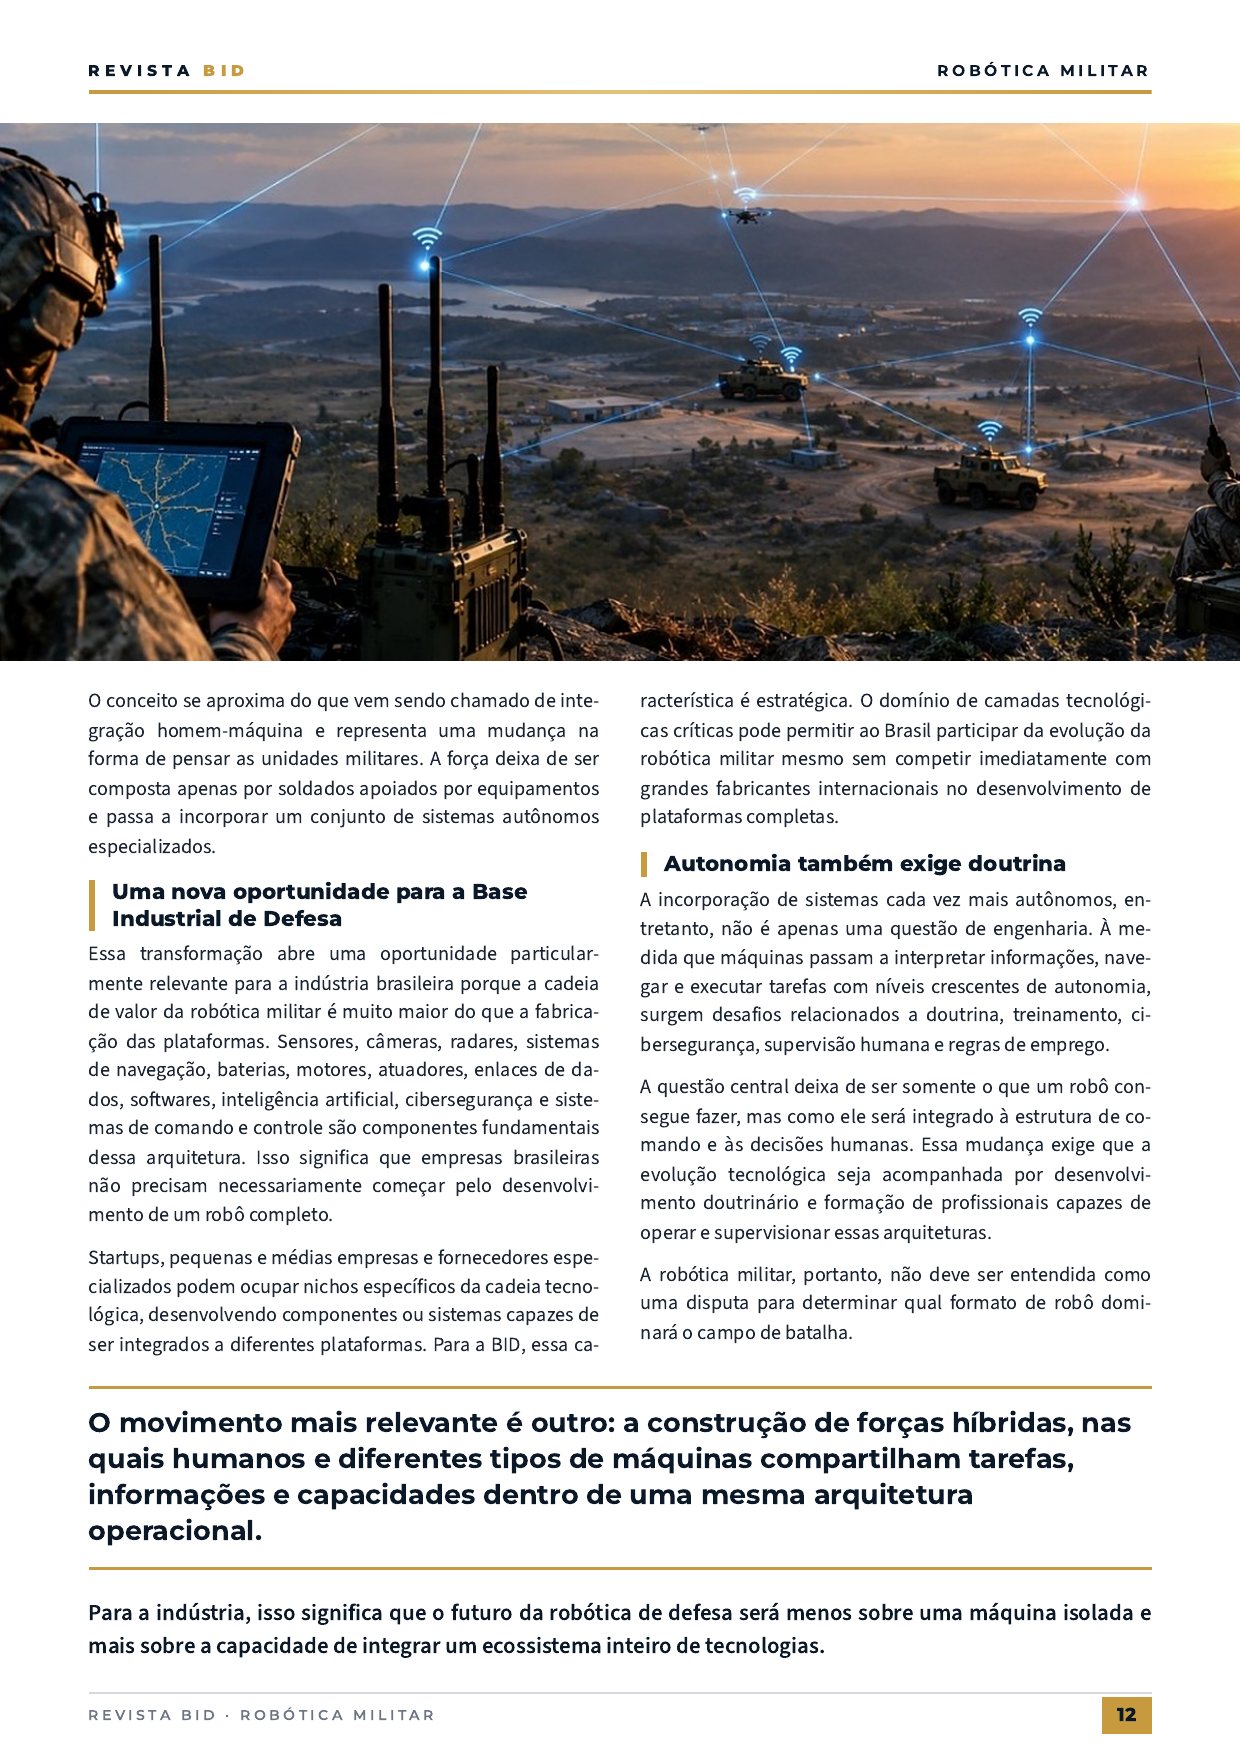 REVISTA BID
ROBÓTICA MILITAR
O conceito se aproxima do que vem sendo chamado de inte-
gração homem-máquina e representa uma mudança na
forma de pensar as unidades militares. A força deixa de ser
composta apenas por soldados apoiados por equipamentos
e passa a incorporar um conjunto de sistemas autônomos
especializados.
Uma nova oportunidade para a Base
Industrial de Defesa
Essa transformação abre uma oportunidade particular-
mente relevante para a indústria brasileira porque a cadeia
de valor da robótica militar é muito maior do que a fabrica-
ção das plataformas. Sensores, câmeras, radares, sistemas
de navegação, baterias, motores, atuadores, enlaces de da-
dos, softwares, inteligência artificial, cibersegurança e siste-
mas de comando e controle são componentes fundamentais
dessa arquitetura. Isso significa que empresas brasileiras
não precisam necessariamente começar pelo desenvolvi-
mento de um robô completo.
Startups, pequenas e médias empresas e fornecedores espe-
cializados podem ocupar nichos específicos da cadeia tecno-
lógica, desenvolvendo componentes ou sistemas capazes de
ser integrados a diferentes plataformas. Para a BID, essa ca-
racterística é estratégica. O domínio de camadas tecnológi-
cas críticas pode permitir ao Brasil participar da evolução da
robótica militar mesmo sem competir imediatamente com
grandes fabricantes internacionais no desenvolvimento de
plataformas completas.
Autonomia também exige doutrina
A incorporação de sistemas cada vez mais autônomos, en-
tretanto, não é apenas uma questão de engenharia. À me-
dida que máquinas passam a interpretar informações, nave-
gar e executar tarefas com níveis crescentes de autonomia,
surgem desafios relacionados a doutrina, treinamento, ci-
bersegurança, supervisão humana e regras de emprego.
A questão central deixa de ser somente o que um robô con-
segue fazer, mas como ele será integrado à estrutura de co-
mando e às decisões humanas. Essa mudança exige que a
evolução tecnológica seja acompanhada por desenvolvi-
mento doutrinário e formação de profissionais capazes de
operar e supervisionar essas arquiteturas.
A robótica militar, portanto, não deve ser entendida como
uma disputa para determinar qual formato de robô domi-
nará o campo de batalha.
O movimento mais relevante é outro: a construção de forças híbridas, nas
quais humanos e diferentes tipos de máquinas compartilham tarefas,
informações e capacidades dentro de uma mesma arquitetura
operacional.
Para a indústria, isso significa que o futuro da robótica de defesa será menos sobre uma máquina isolada e
mais sobre a capacidade de integrar um ecossistema inteiro de tecnologias.
REVISTA BID · ROBÓTICA MILITAR
12